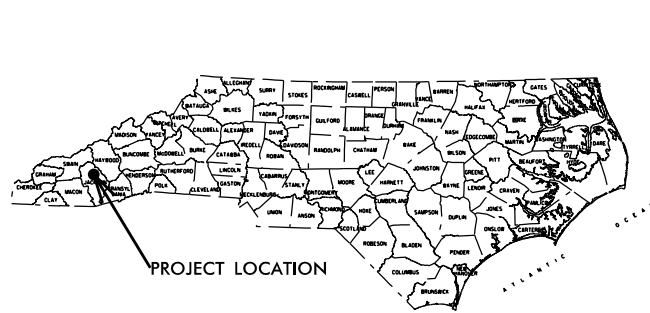 ALLEGHANY
ASHE
SURRY
STOKES
ROCKINGHAM
CASWELL
PERSON
GRANVILLE
VANCE
WARREN
NORTHAMPTON
GATES
HERTFORD
HALIFAX
WATAUGA
WILKES
YADKIN
FORSYTH
GUILFORD
ALAMANCE
ORANGE
DURHAM
FRANKLIN
NASH
EDGECOMBE
BERTIE
MARTIN
WASHINGTON
TYRRELL
DARE
MITCHELL
AVERY
CALDWELL
ALEXANDER
DAVIE
IREDELL
DAVIDSON
RANDOLPH
CHATHAM
WAKE
WILSON
PITT
BEAUFORT
HYDE
MADISON
YANCEY
BURKE
CATAWBA
ROWAN
BUNCOMBE
McDOWELL
HAYWOOD
SWAIN
GRAHAM
CHEROKEE
CLAY
MACON
JAC
TRANSYL
VANIA
HENDERSON
POLK
RUTHERFORD
CLEVELAND
LINCOLN
GASTON
MECKLENBURG
CABARRUS
STANLY
MONTGOMERY
MOORE
LEE
HARNETT
JOHNSTON
WAYNE
GREENE
LENOIR
CRAVEN
PAMLICO
UNION
ANSON
RICHMOND
SCOTLAND
HOKE
CUMBERLAND
SAMPSON
DUPLIN
JONES
ONSLOW
CARTERET
ROBESON
BLADEN
PENDER
COLUMBUS
NEW
HANOVER
BRUNSWICK
PROJECT LOCATION
ATLANTIC
OCEA